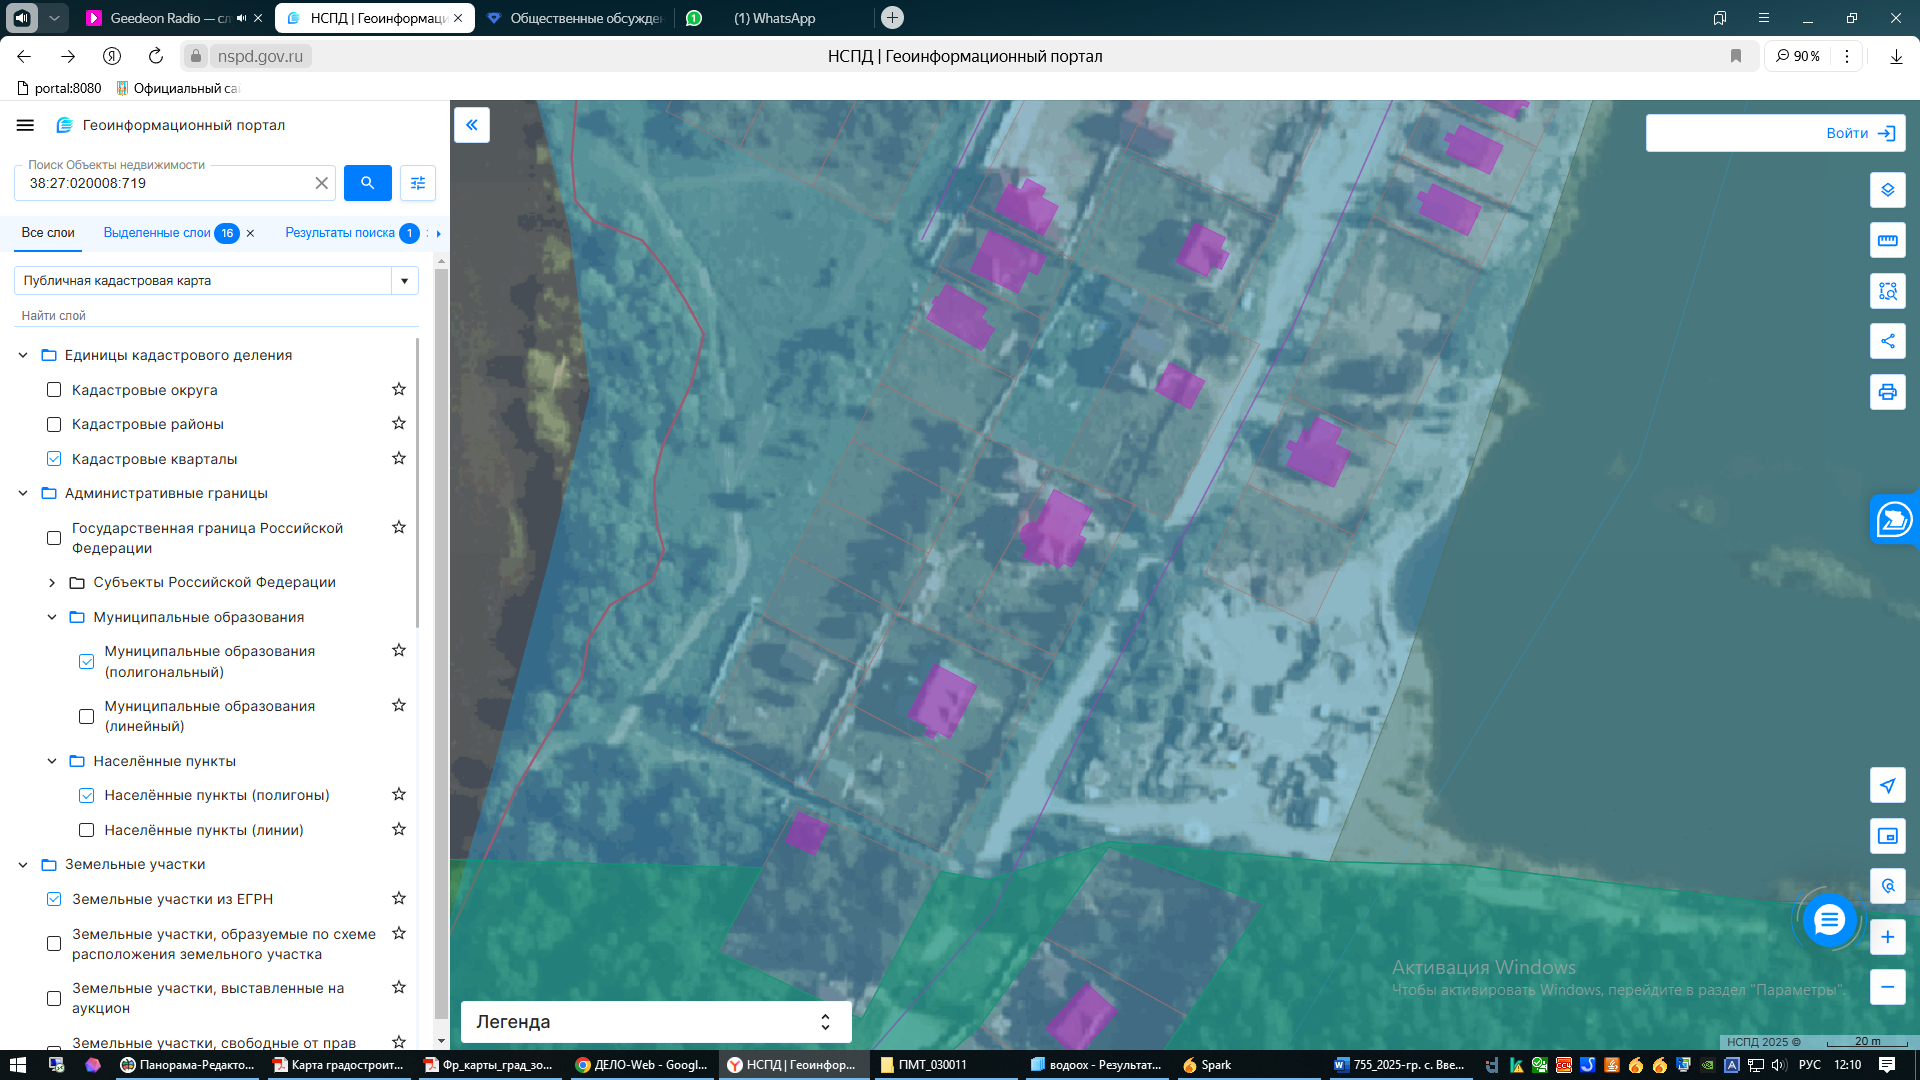 Geedeon Radio — сл
НСПД | Геоинформаци
Общественные обсужден
(1) WhatsApp
nspd.gov.ru
НСПД | Геоинформационный портал
90 %
portal:8080
Официальный сай
Геоинформационный портал
Войти
Поиск Объекты недвижимости
38:27:020008:719
Все слои
Выделенные слои 16
Результаты поиска 1
Публичная кадастровая карта
Найти слой
Единицы кадастрового деления
Кадастровые округа
Кадастровые районы
Кадастровые кварталы
Административные границы
Государственная граница Российской
Федерации
Субъекты Российской Федерации
Муниципальные образования
Муниципальные образования
(полигональный)
Муниципальные образования
(линейный)
Населённые пункты
Населённые пункты (полигоны)
Населённые пункты (линии)
Земельные участки
Земельные участки из ЕГРН
Земельные участки, образуемые по схеме
расположения земельного участка
Земельные участки, выставленные на
аукцион
Земельные участки, свободные от прав
Легенда
Активация Windows
Чтобы активировать Windows, перейдите в раздел "Параметры".
НСПД 2025 ©
20 m
Панорама-Редакто...
Карта градостроит...
Фр_карты_град_зо...
ДЕЛО-Web - Googl...
НСПД | Геоинфор...
ПМТ_030011
водоох - Результат...
Spark
755_2025-гр. с. Вве...
РУС
12:10